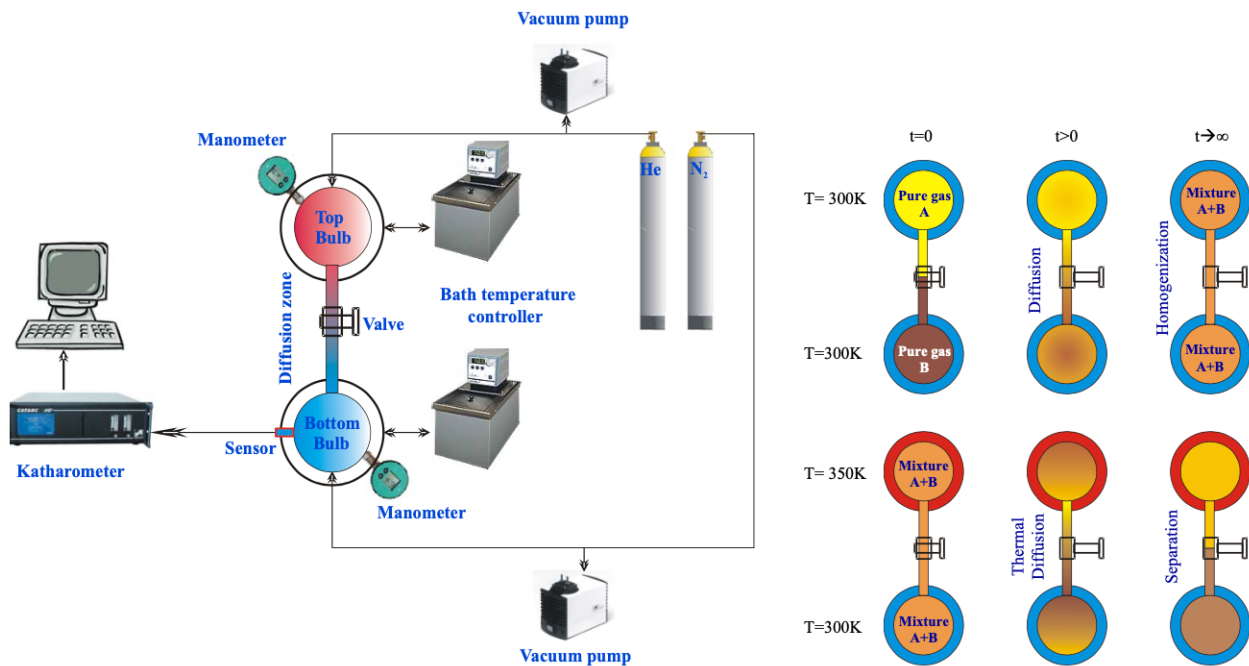 Vacuum pump
Manometer
He
N2
Top
Bulb
Diffusion zone
Valve
Bath temperature
controller
Bottom
Bulb
Sensor
CATARC
Katharometer
Manometer
Vacuum pump
t=0
t>0
t→∞
T= 300K
Pure gas
A
Mixture
A+B
Diffusion
Homogenization
T=300K
Pure gas
B
Mixture
A+B
T= 350K
Mixture
A+B
Thermal
Diffusion
Separation
T=300K
Mixture
A+B